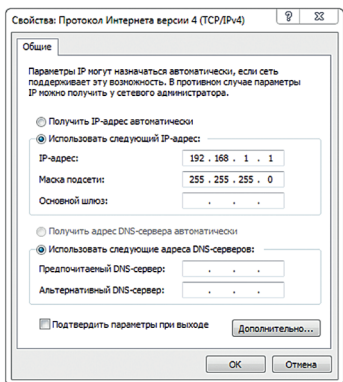 Свойства: Протокол Интернета версии 4 (TCP/IPv4)
Общие
Параметры IP могут назначаться автоматически, если сеть
поддерживает эту возможность. В противном случае параметры
IP можно получить у сетевого администратора.
Получить IP-адрес автоматически
Использовать следующий IP-адрес:
IP-адрес: 192 . 168 . 1 . 1
Маска подсети: 255 . 255 . 255 . 0
Основной шлюз: . . .
Получить адрес DNS-сервера автоматически
Использовать следующие адреса DNS-серверов:
Предпочитаемый DNS-сервер: . . .
Альтернативный DNS-сервер: . . .
Подтвердить параметры при выходе
Дополнительно...
ОК Отмена